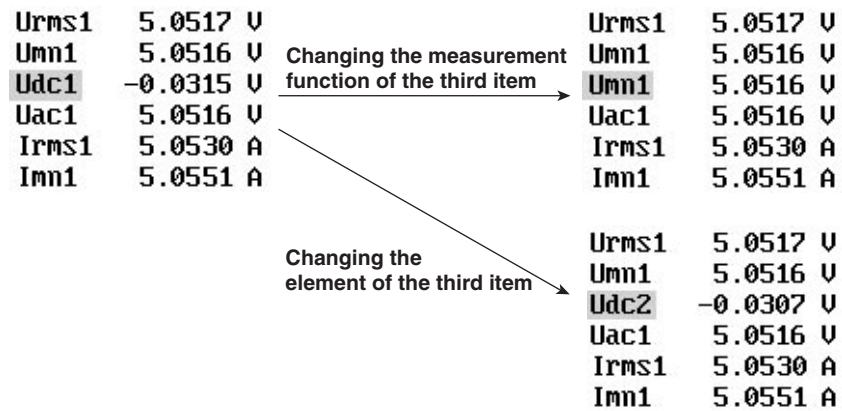 Urms1 5.0517 V
Umn1 5.0516 V
Udc1 -0.0315 V
Uac1 5.0516 V
Irms1 5.0530 A
Imn1 5.0551 A
Changing the measurement
function of the third item
Urms1 5.0517 V
Umn1 5.0516 V
Umn1 5.0516 V
Uac1 5.0516 V
Irms1 5.0530 A
Imn1 5.0551 A
Changing the
element of the third item
Urms1 5.0517 V
Umn1 5.0516 V
Udc2 -0.0307 V
Uac1 5.0516 V
Irms1 5.0530 A
Imn1 5.0551 A